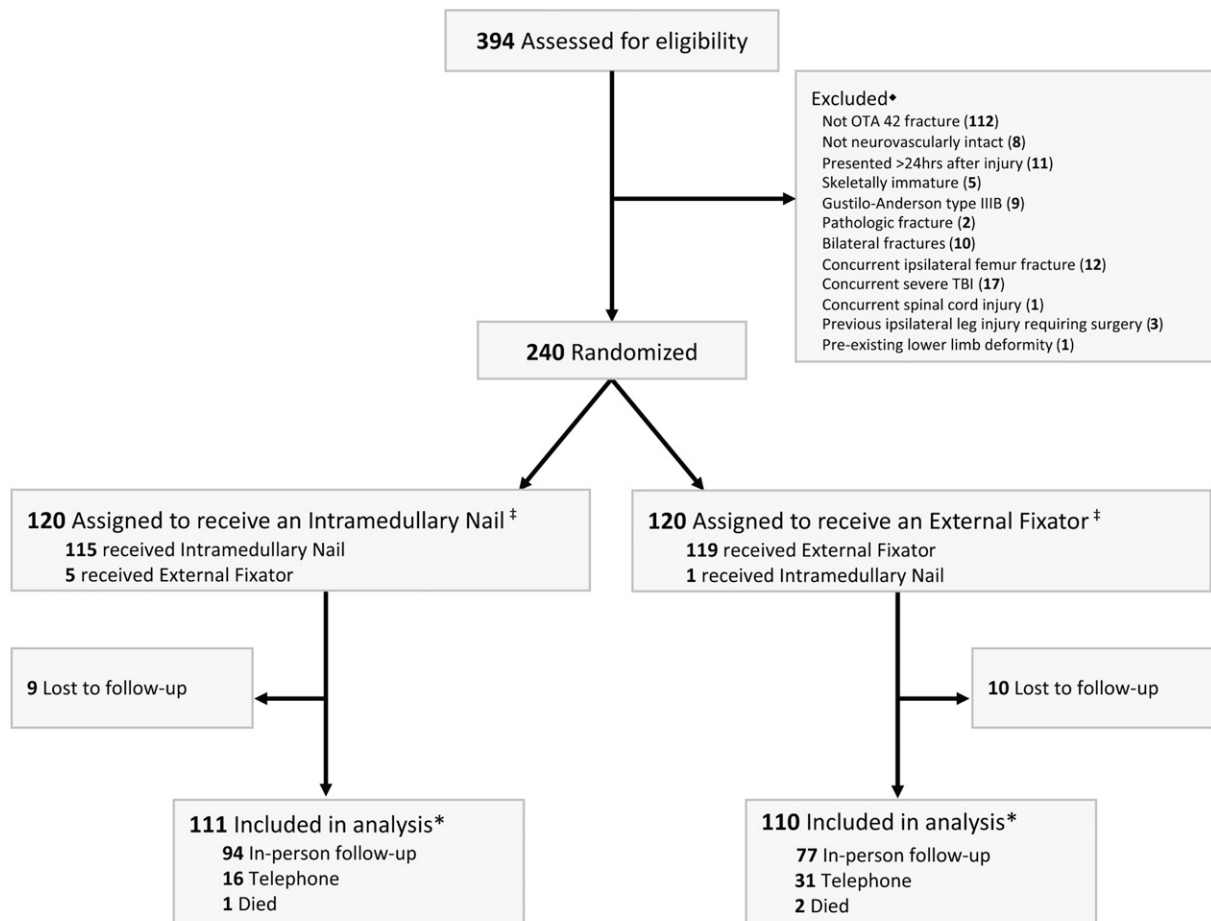 394 Assessed for eligibility
Excluded◆
Not OTA 42 fracture (112)
Not neurovascularly intact (8)
Presented >24hrs after injury (11)
Skeletally immature (5)
Gustilo-Anderson type IIIB (9)
Pathologic fracture (2)
Bilateral fractures (10)
Concurrent ipsilateral femur fracture (12)
Concurrent severe TBI (17)
Concurrent spinal cord injury (1)
Previous ipsilateral leg injury requiring surgery (3)
Pre-existing lower limb deformity (1)
240 Randomized
120 Assigned to receive an Intramedullary Nail ‡
115 received Intramedullary Nail
5 received External Fixator
120 Assigned to receive an External Fixator ‡
119 received External Fixator
1 received Intramedullary Nail
9 Lost to follow-up
10 Lost to follow-up
111 Included in analysis*
94 In-person follow-up
16 Telephone
1 Died
110 Included in analysis*
77 In-person follow-up
31 Telephone
2 Died